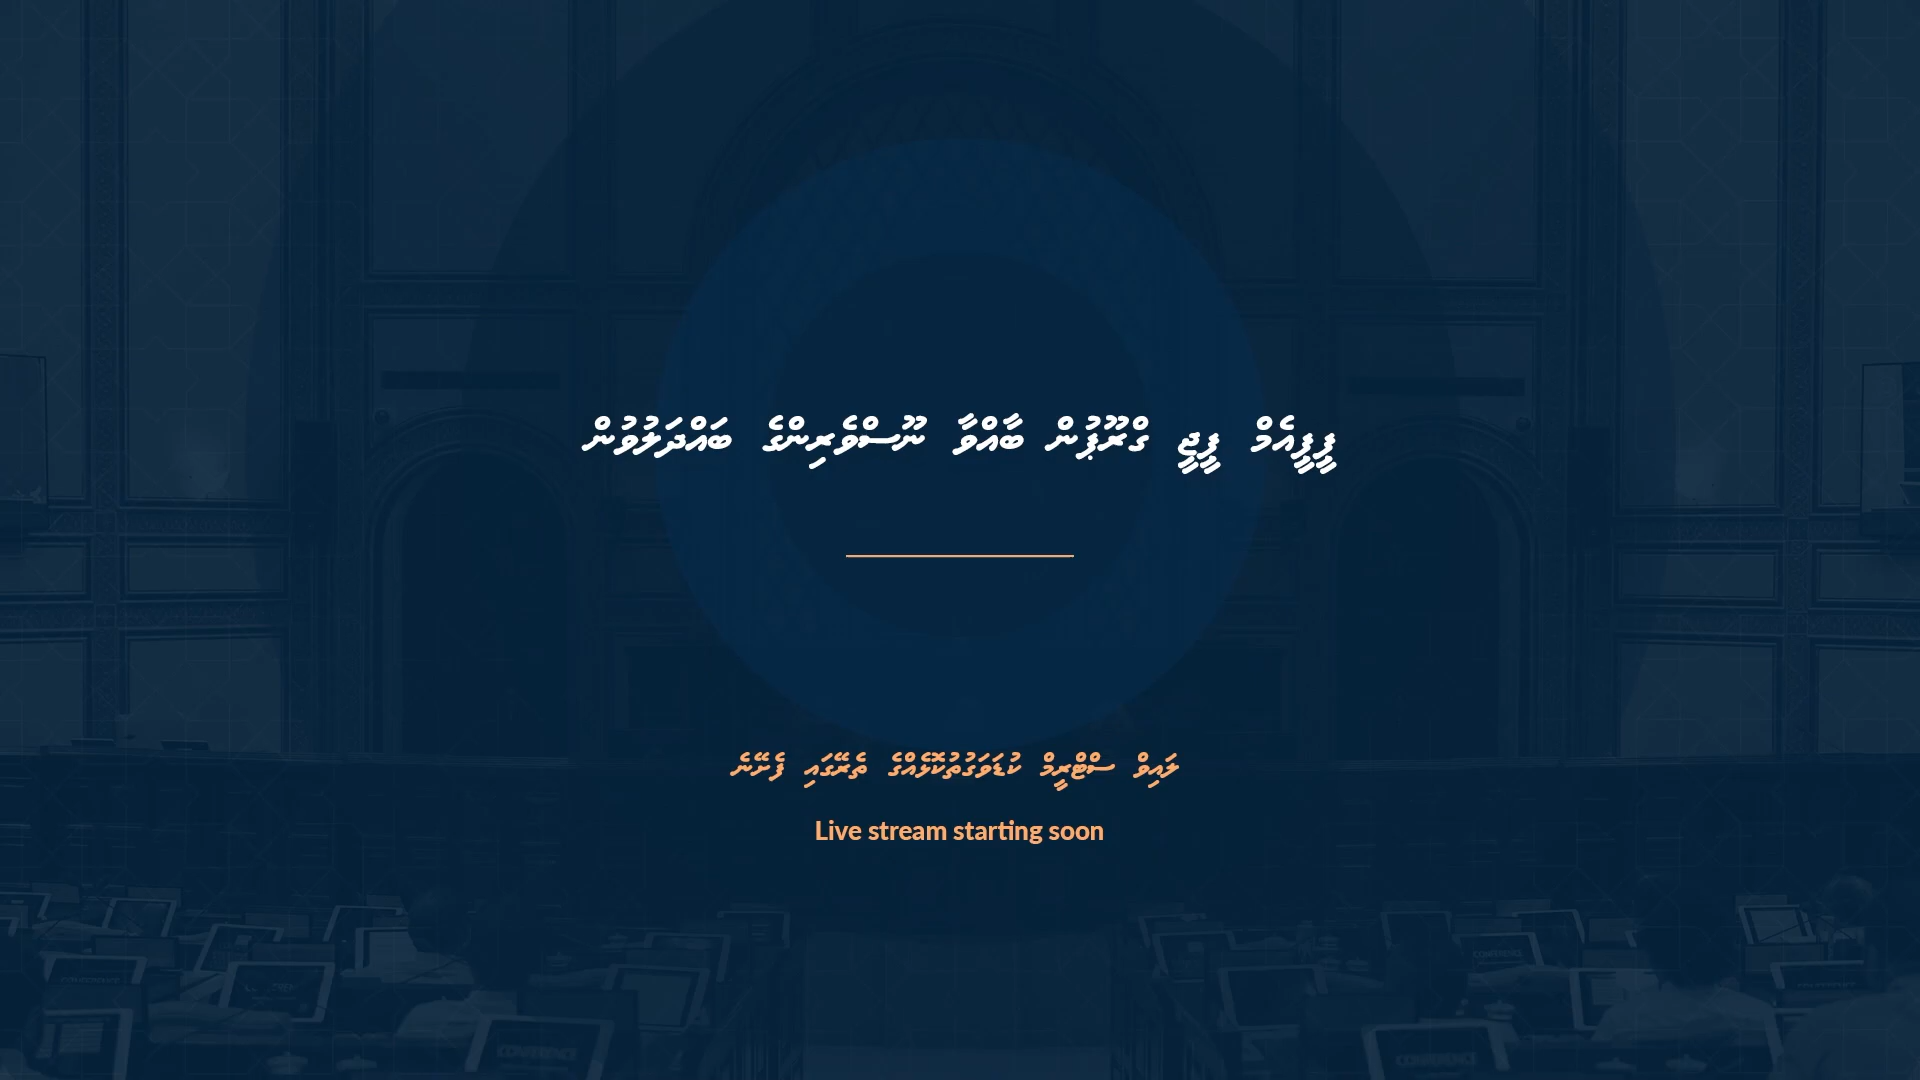 ޕީޕީއެމް ޕީޖީ ގްރޫޕުން ބާއްވާ ނޫސްވެރިންގެ ބައްދަލުވުން
ލައިވް ސްޓްރީމް ކުޑަވަގުތުކޮޅެއްގެ ތެރޭގައި ފެށޭނެ
Live stream starting soon